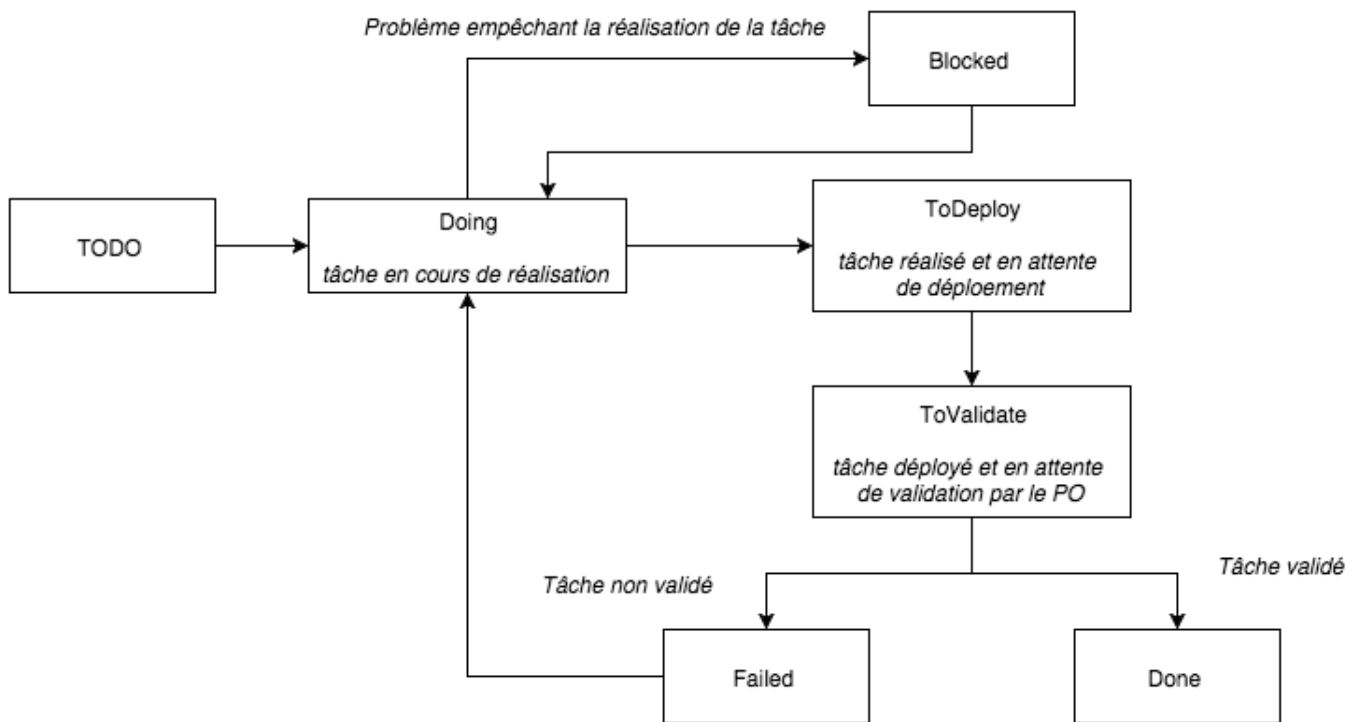 Problème empêchant la réalisation de la tâche
Blocked
TODO
Doing
tâche en cours de réalisation
ToDeploy
tâche réalisé et en attente
de déploement
ToValidate
tâche déployé et en attente
de validation par le PO
Tâche non validé
Tâche validé
Failed
Done